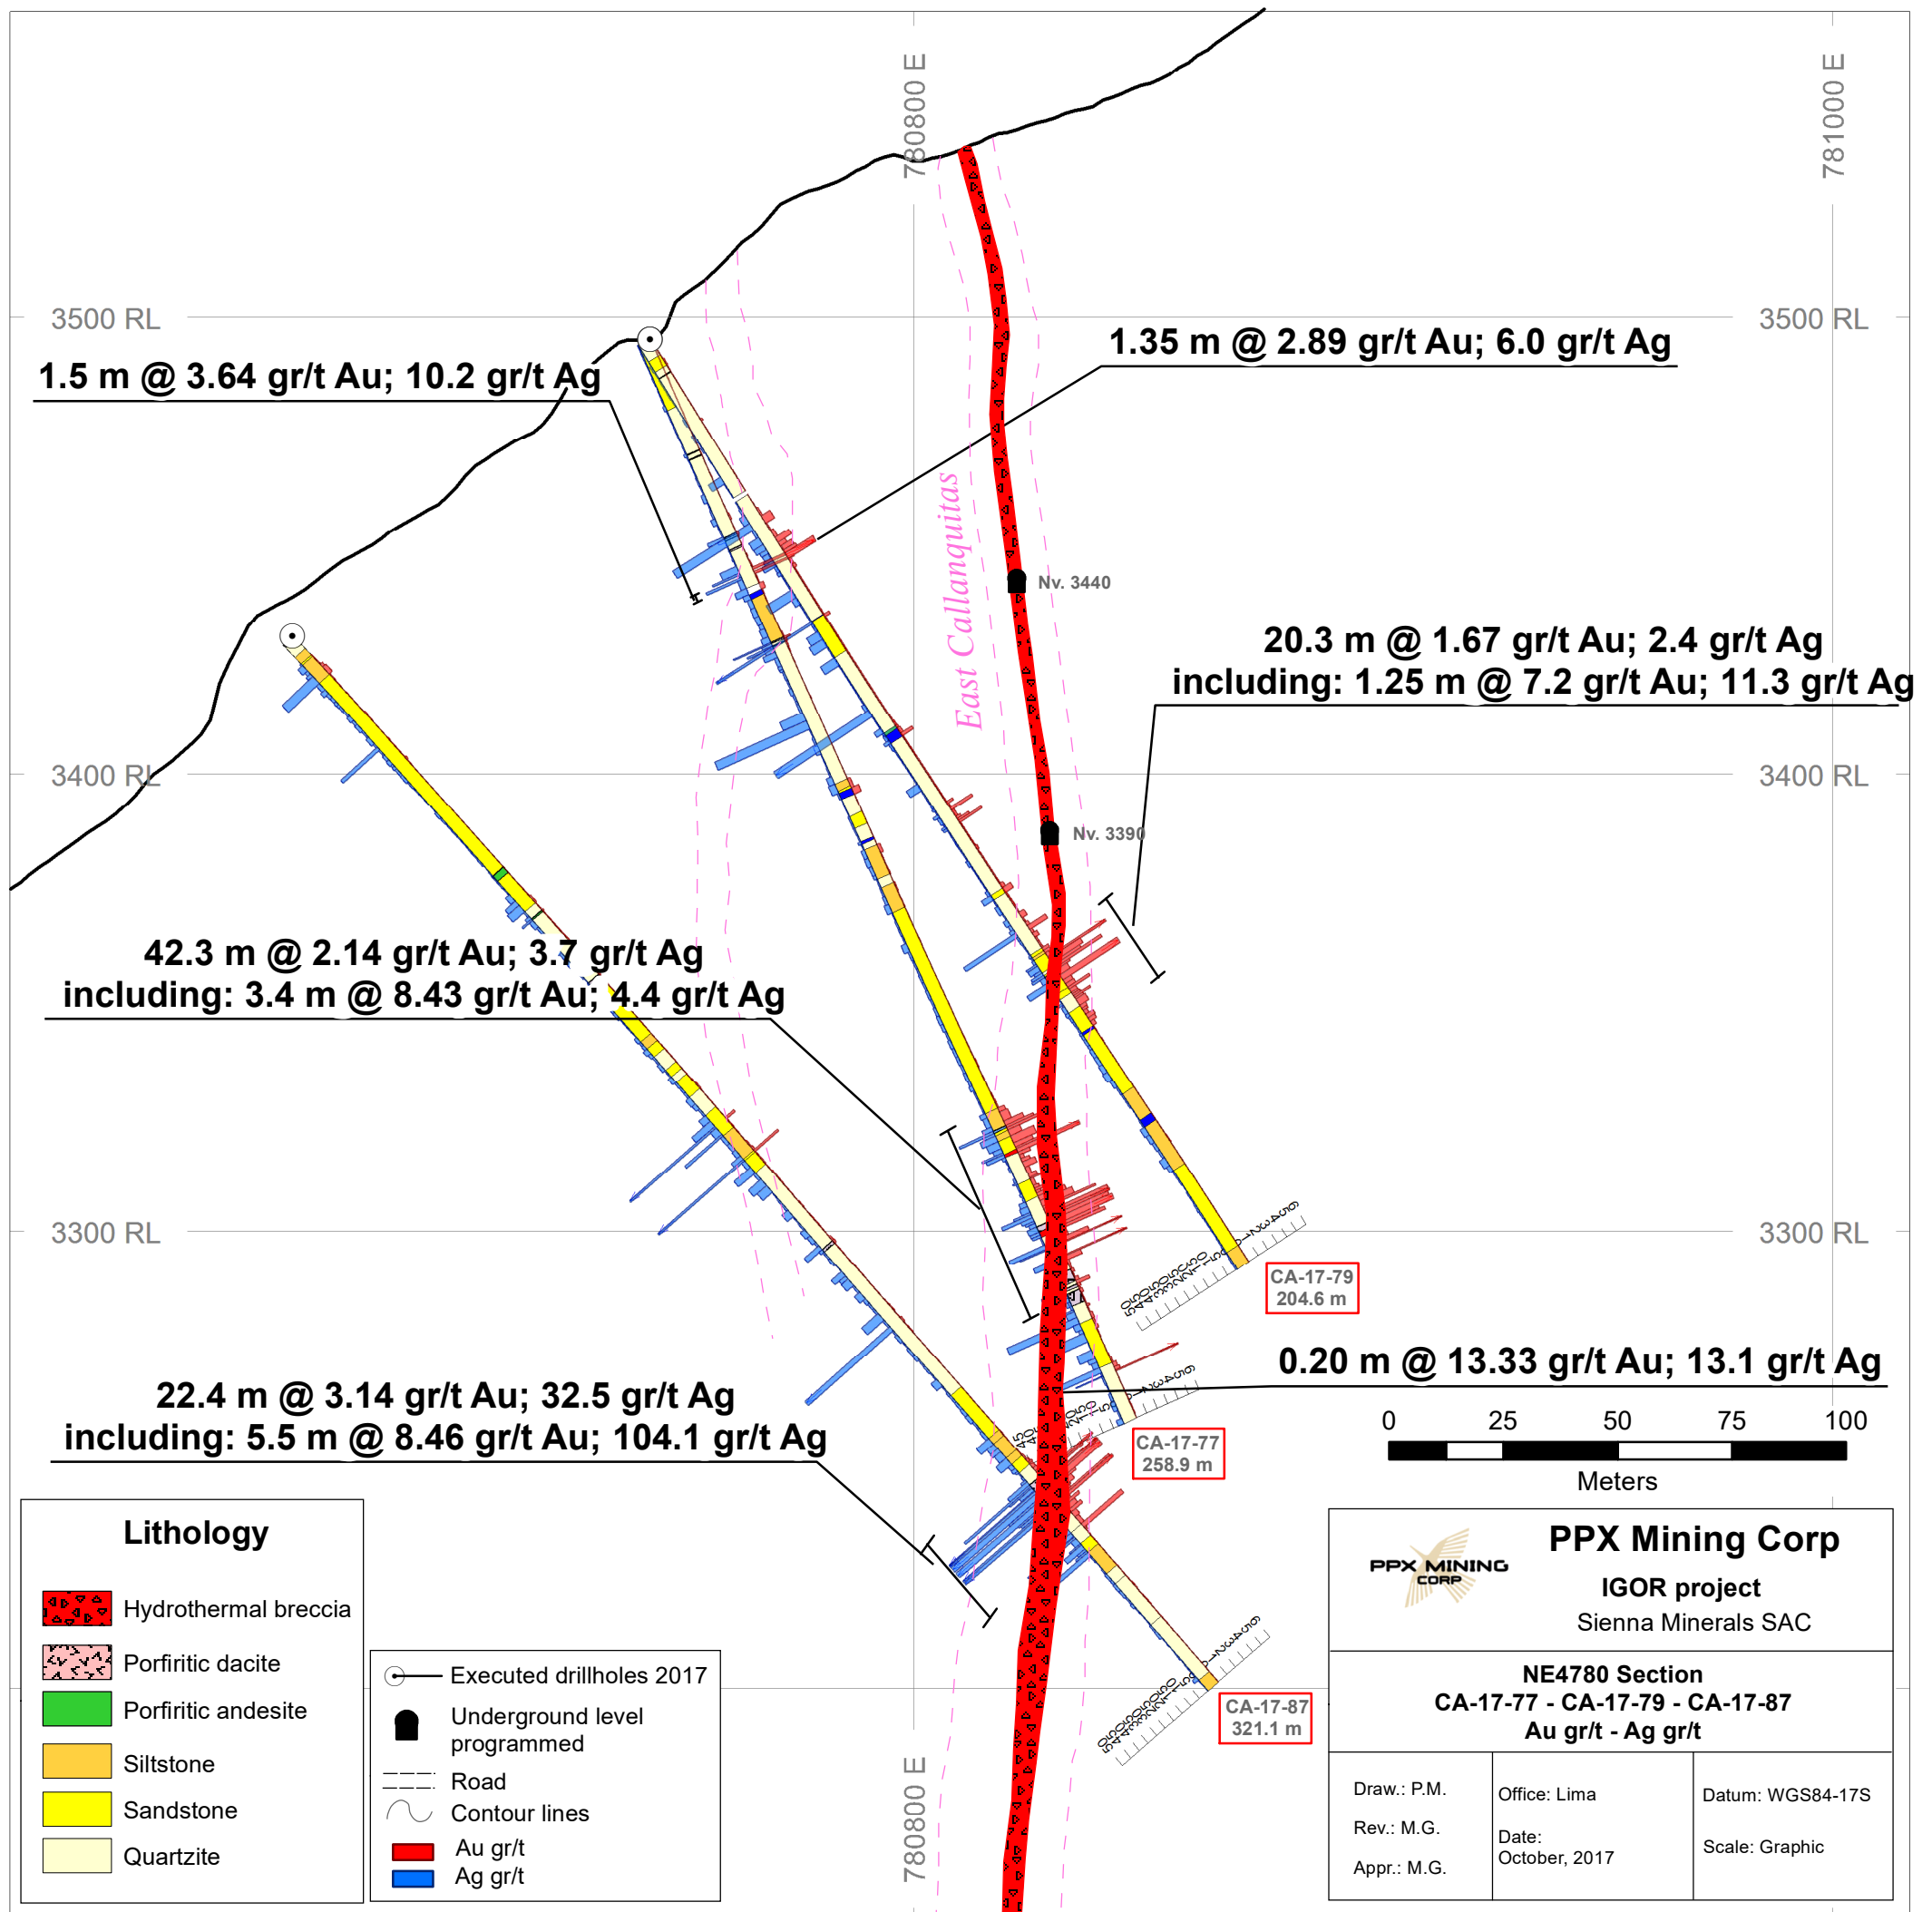 780800 E
781000 E
3500 RL
3500 RL
1.35 m @ 2.89 gr/t Au; 6.0 gr/t Ag
1.5 m @ 3.64 gr/t Au; 10.2 gr/t Ag
East Callanquitas
Nv. 3440
20.3 m @ 1.67 gr/t Au; 2.4 gr/t Ag
including: 1.25 m @ 7.2 gr/t Au; 11.3 gr/t Ag
3400 RL
3400 RL
Nv. 3390
42.3 m @ 2.14 gr/t Au; 3.7 gr/t Ag
including: 3.4 m @ 8.43 gr/t Au; 4.4 gr/t Ag
3300 RL
3300 RL
CA-17-79
204.6 m
0.20 m @ 13.33 gr/t Au; 13.1 gr/t Ag
22.4 m @ 3.14 gr/t Au; 32.5 gr/t Ag
including: 5.5 m @ 8.46 gr/t Au; 104.1 gr/t Ag
CA-17-77
258.9 m
0 25 50 75 100
Meters
CA-17-87
321.1 m
780800 E
Lithology
Hydrothermal breccia
Porfiritic dacite
Porfiritic andesite
Siltstone
Sandstone
Quartzite
Executed drillholes 2017
Underground level
programmed
Road
Contour lines
Au gr/t
Ag gr/t
PPX MINING
CORP
PPX Mining Corp
IGOR project
Sienna Minerals SAC
NE4780 Section
CA-17-77 - CA-17-79 - CA-17-87
Au gr/t - Ag gr/t
Draw.: P.M.
Rev.: M.G.
Appr.: M.G.
Office: Lima
Date:
October, 2017
Datum: WGS84-17S
Scale: Graphic